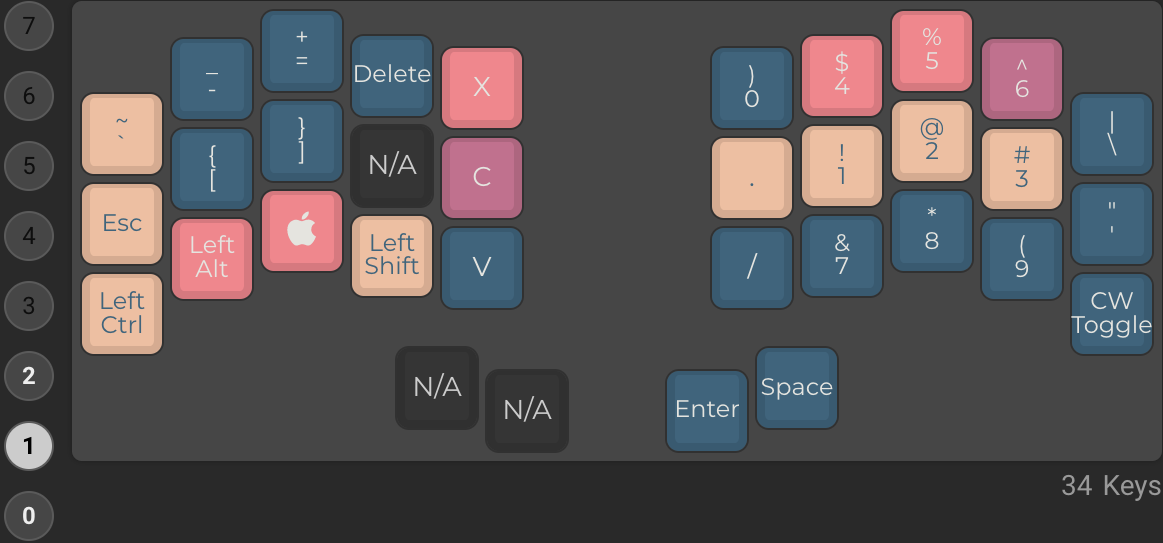 7
6
5
4
3
2
1
0
~
`
Esc
Left
Ctrl
_
-
{
[
Left
Alt
+
=
}
]
Delete
N/A
Left
Shift
X
C
V
N/A
N/A
)
0
.
/
$
4
!
1
&
7
%
5
@
2
*
8
^
6
#
3
(
9
|
\
"
'
CW
Toggle
Enter
Space
34 Keys